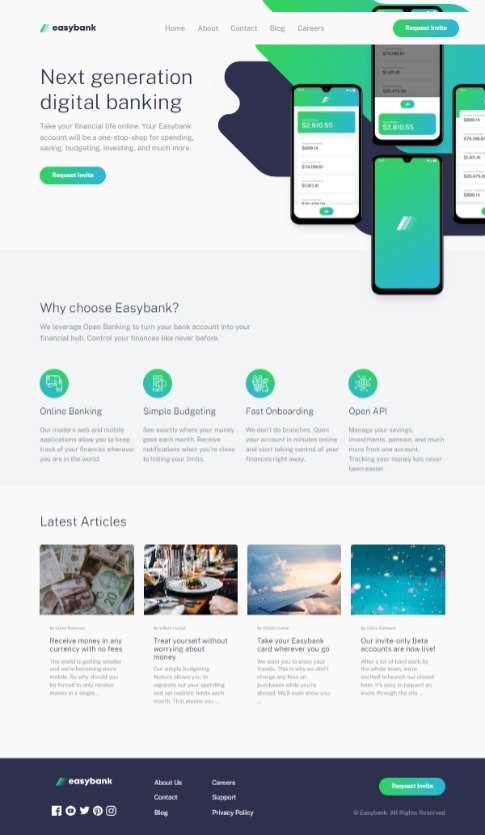 easybank
Home About Contact Blog Careers
Request Invite
Next generation
digital banking
Take your financial life online. Your Easybank
account will be a one-stop-shop for spending,
saving, budgeting, investing, and much more.
Request Invite
$2,810.55
$2,810.55
Why choose Easybank?
We leverage Open Banking to turn your bank account into your
financial hub. Control your finances like never before.
Online Banking
Our modern web and mobile
applications allow you to keep
track of your finances wherever
you are in the world.
Simple Budgeting
See exactly where your money
goes each month. Receive
notifications when you're close
to hitting your limits.
Fast Onboarding
We don't do branches. Open
your account in minutes online
and start taking control of your
finances right away.
Open API
Manage your savings,
investments, pension, and much
more from one account.
Tracking your money has never
been easier.
Latest Articles
By Claire Robinson
Receive money in any
currency with no fees
The world is getting smaller
and we're becoming more
mobile. So why should you
be forced to only receive
money in a single ...
By Wilson Hutton
Treat yourself without
worrying about
money
Our simple budgeting
feature allows you to
separate out your spending
and set realistic limits each
month. That means you ...
By Wilson Hutton
Take your Easybank
card wherever you go
We want you to enjoy your
travels. This is why we don't
charge any fees on
purchases while you're
abroad. We'll even show you
...
By Claire Robinson
Our invite-only Beta
accounts are now live!
After a lot of hard work by
the whole team, we're
excited to launch our closed
beta. It's easy to request an
invite through the site ...
easybank
About Us
Contact
Blog
Careers
Support
Privacy Policy
Request Invite
© Easybank. All Rights Reserved